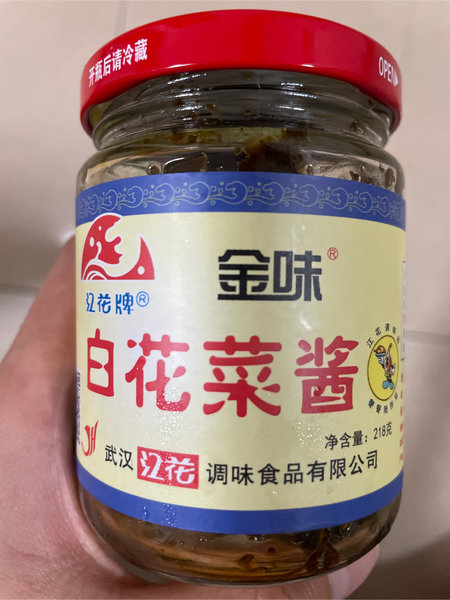 开瓶后请冷藏
OPEN
金味®
江花牌®
白花菜酱
净含量：218克
武汉江花调味食品有限公司